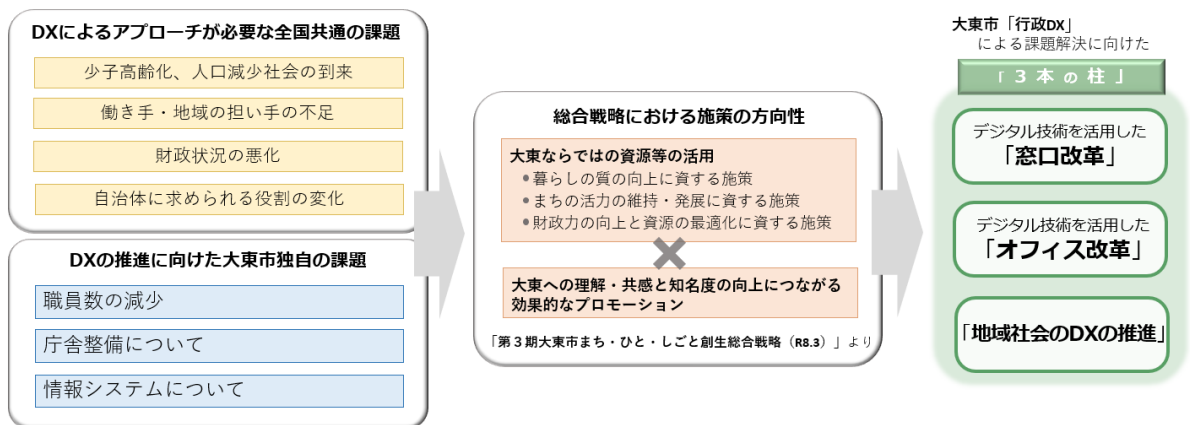 DXによるアプローチが必要な全国共通の課題
少子高齢化、人口減少社会の到来
働き手・地域の担い手の不足
財政状況の悪化
自治体に求められる役割の変化
DXの推進に向けた大東市独自の課題
職員数の減少
庁舎整備について
情報システムについて
総合戦略における施策の方向性
大東ならではの資源等の活用
●暮らしの質の向上に資する施策
●まちの活力の維持・発展に資する施策
●財政力の向上と資源の最適化に資する施策
大東への理解・共感と知名度の向上につながる
効果的なプロモーション
「第３期大東市まち・ひと・しごと創生総合戦略（R8.3）」より
大東市「行政DX」
による課題解決に向けた
「３本の柱」
デジタル技術を活用した
「窓口改革」
デジタル技術を活用した
「オフィス改革」
「地域社会のDXの推進」